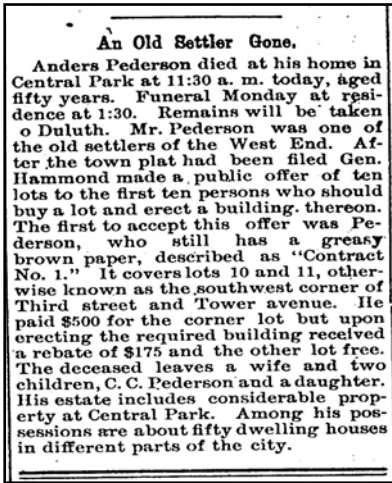 An Old Settler Gone.
Anders Pederson died at his home in
Central Park at 11:30 a. m. today, aged
fifty years. Funeral Monday at resi-
dence at 1:30. Remains will be taken
o Duluth. Mr. Pederson was one of
the old settlers of the West End. Af-
ter the town plat had been filed Gen.
Hammond made a public offer of ten
lots to the first ten persons who should
buy a lot and erect a building. thereon.
The first to accept this offer was Pe-
derson, who still has a greasy
brown paper, described as "Contract
No. 1." It covers lots 10 and 11, other-
wise known as the southwest corner of
Third street and Tower avenue. He
paid $500 for the corner lot but upon
erecting the required building received
a rebate of $175 and the other lot free.
The deceased leaves a wife and two
children, C. C. Pederson and a daughter.
His estate includes considerable prop-
erty at Central Park. Among his pos-
sessions are about fifty dwelling houses
in different parts of the city.